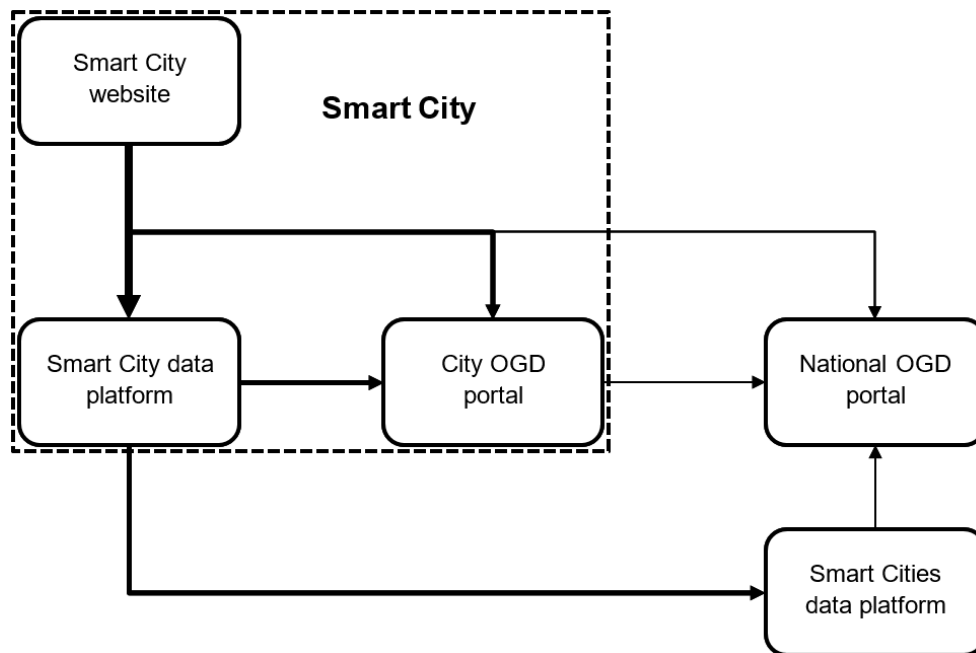 Smart City
website
Smart City
Smart City data
platform
City OGD
portal
National OGD
portal
Smart Cities
data platform